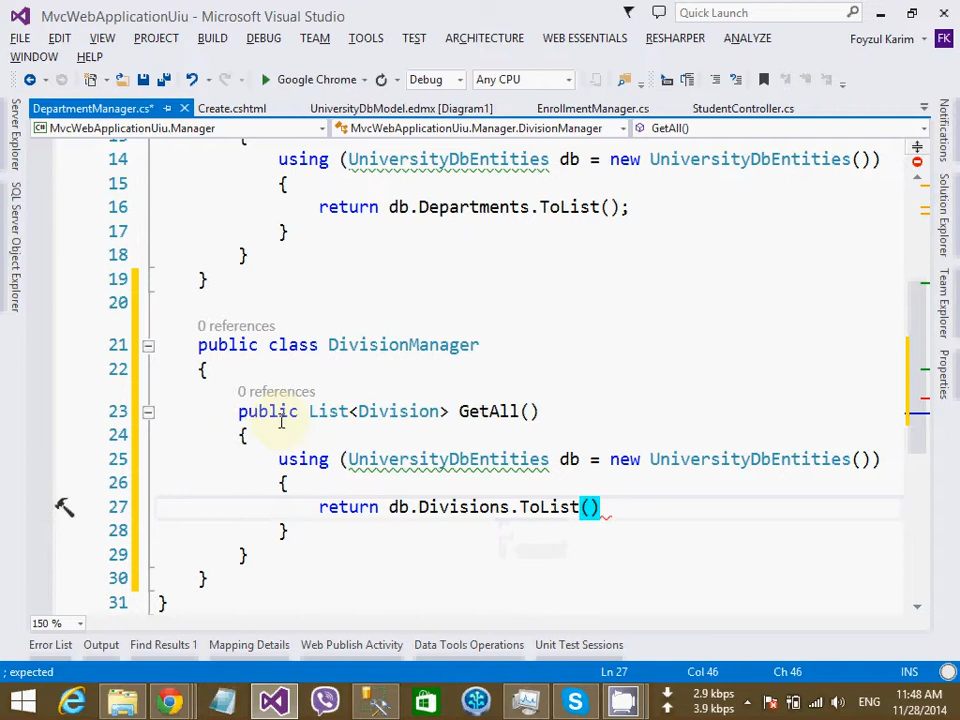 MvcWebApplicationUiu - Microsoft Visual Studio
Quick Launch
FILE EDIT VIEW PROJECT BUILD DEBUG TEAM TOOLS TEST ARCHITECTURE WEB ESSENTIALS RESHARPER ANALYZE
Foyzul Karim FK
WINDOW HELP
Google Chrome Debug Any CPU
DepartmentManager.cs* Create.cshtml UniversityDbModel.edmx [Diagram1] EnrollmentManager.cs StudentController.cs
MvcWebApplicationUiu.Manager MvcWebApplicationUiu.Manager.DivisionManager GetAll()
Server Explorer
SQL Server Object Explorer
{
14 using (UniversityDbEntities db = new UniversityDbEntities())
15 {
16 return db.Departments.ToList();
17 }
18 }
19 }
20
0 references
21 public class DivisionManager
22 {
0 references
23 public List<Division> GetAll()
24 {
25 using (UniversityDbEntities db = new UniversityDbEntities())
26 {
27 return db.Divisions.ToList()
28 }
29 }
30 }
31 }
Notifications
Solution Explorer
Team Explorer
Properties
150 %
Error List Output Find Results 1 Mapping Details Web Publish Activity Data Tools Operations Unit Test Sessions
; expected Ln 27 Col 46 Ch 46 INS
2.9 kbps
3.9 kbps
ENG
11:48 AM
11/28/2014